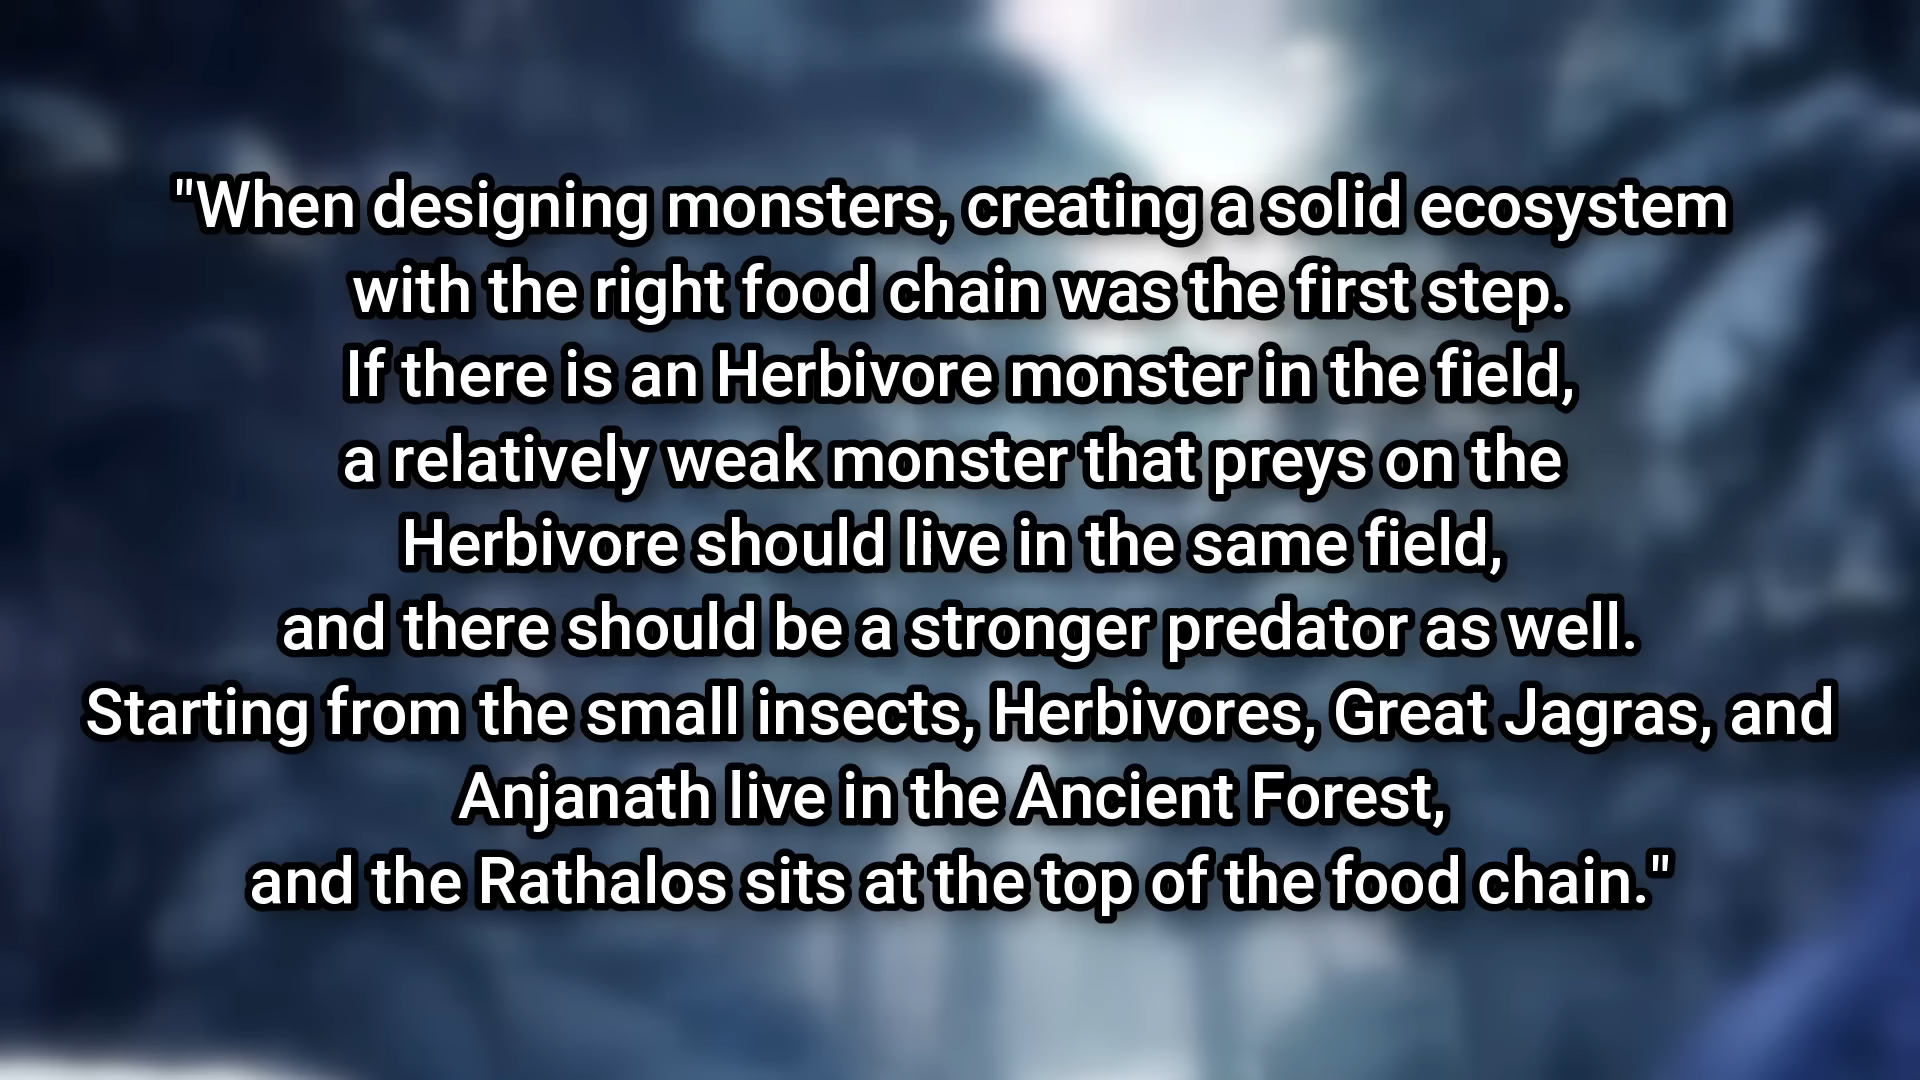 "When designing monsters, creating a solid ecosystem
with the right food chain was the first step.
If there is an Herbivore monster in the field,
a relatively weak monster that preys on the
Herbivore should live in the same field,
and there should be a stronger predator as well.
Starting from the small insects, Herbivores, Great Jagras, and
Anjanath live in the Ancient Forest,
and the Rathalos sits at the top of the food chain."